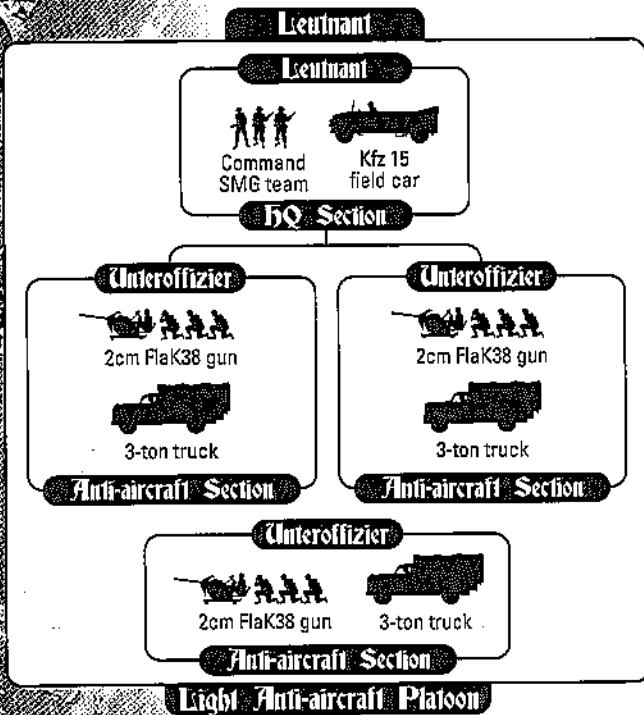 Leutnant
Leutnant
Command
SMG team
Kfz 15
field car
HQ Section
Unteroffizier
2cm FlaK38 gun
3-ton truck
Anti-aircraft Section
Unteroffizier
2cm FlaK38 gun
3-ton truck
Anti-aircraft Section
Unteroffizier
2cm FlaK38 gun
3-ton truck
Anti-aircraft Section
Light Anti-aircraft Platoon